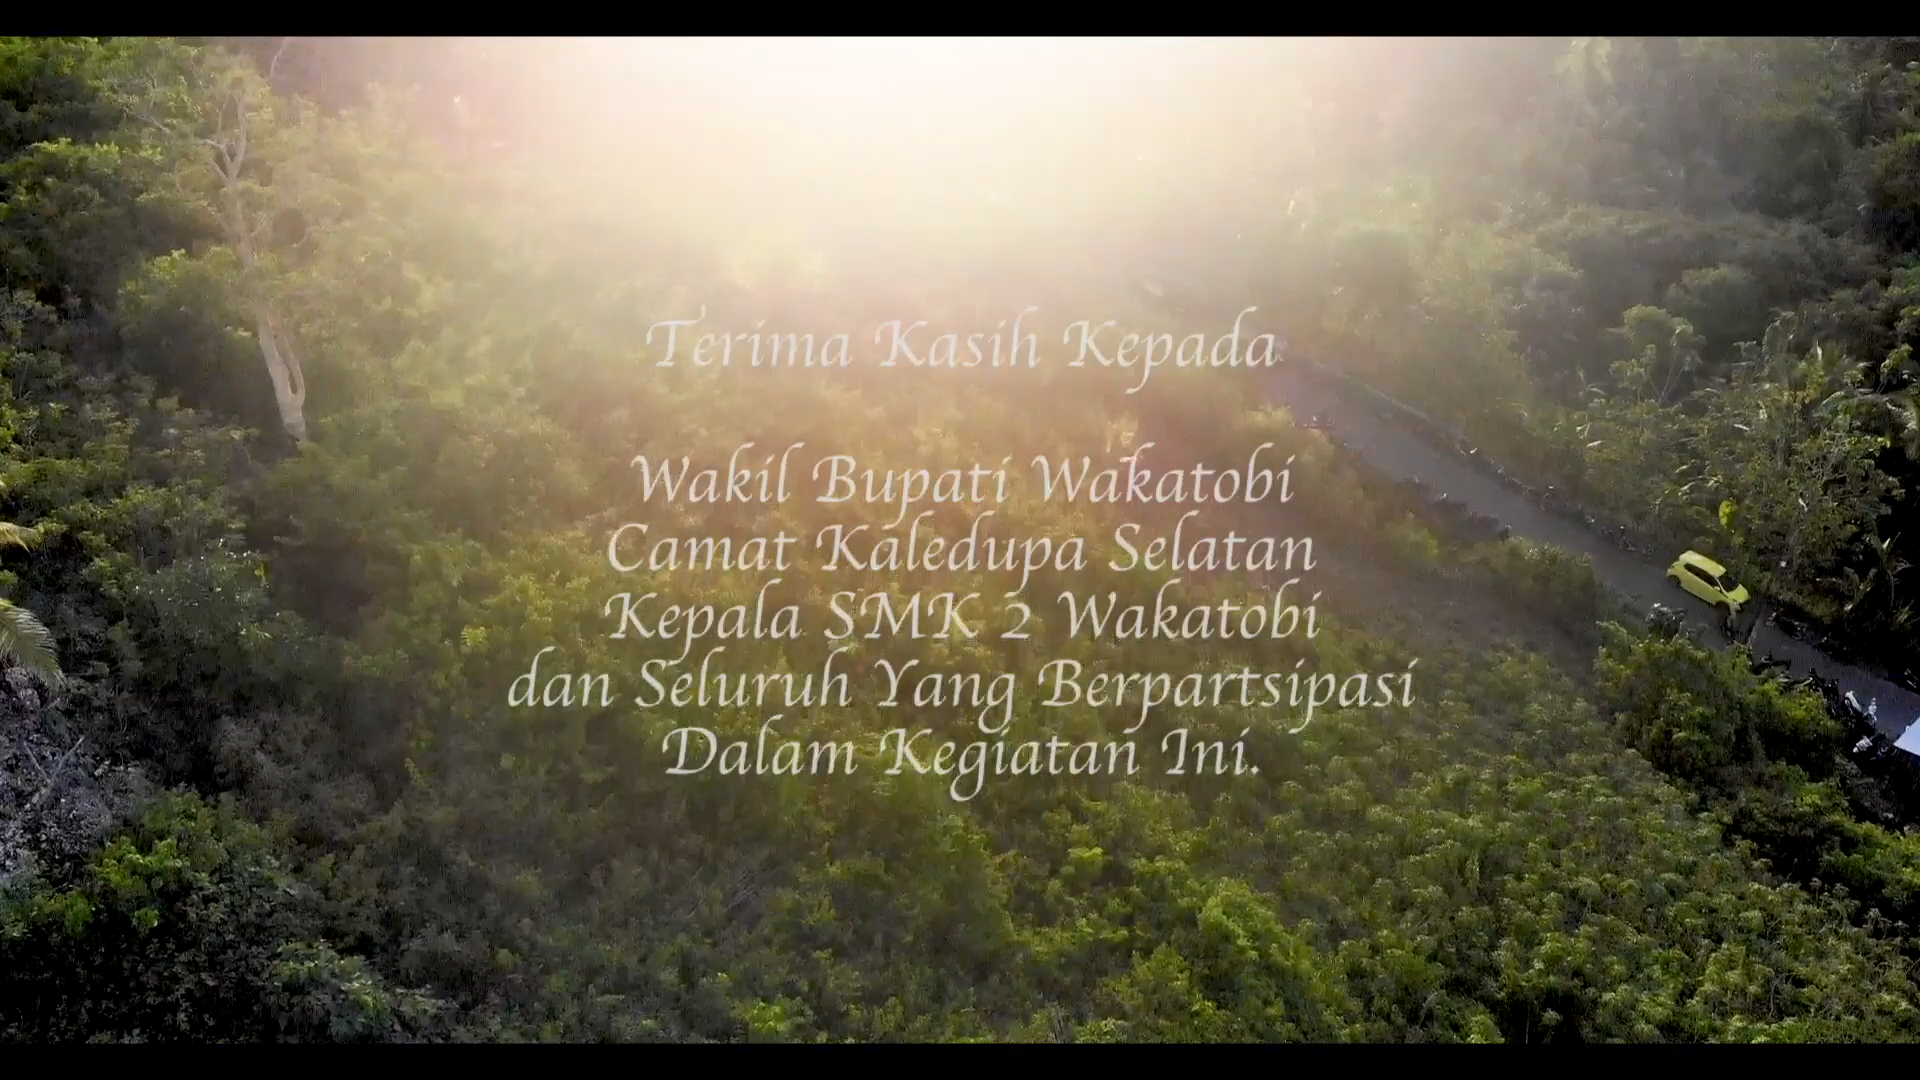 Terima Kasih Kepada
Wakil Bupati Wakatobi
Camat Kaledupa Selatan
Kepala SMK 2 Wakatobi
dan Seluruh Yang Berpartsipasi
Dalam Kegiatan Ini.